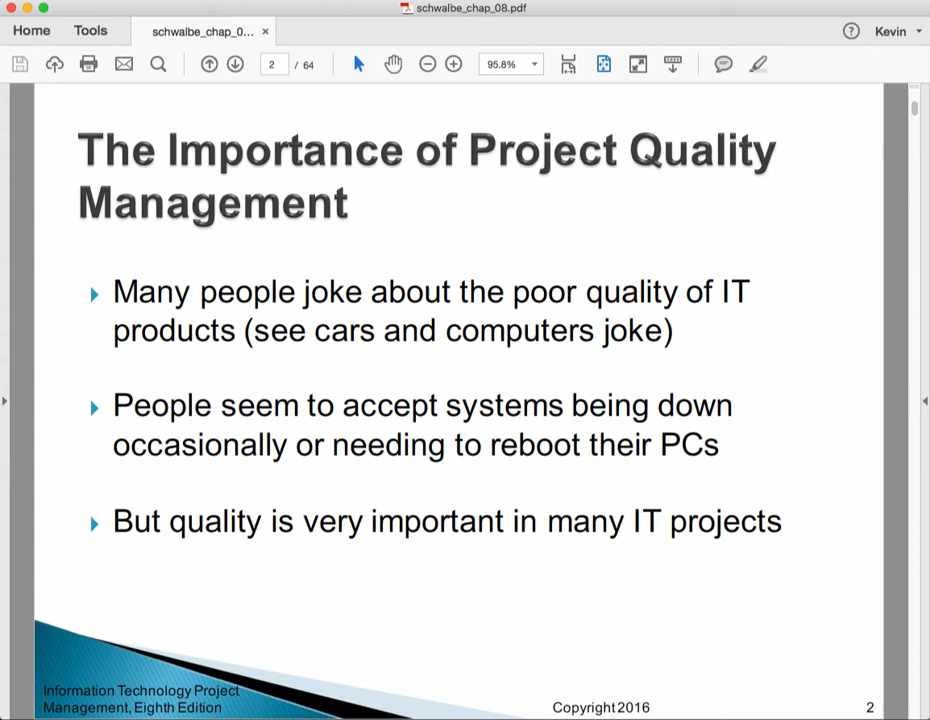 schwalbe_chap_08.pdf
Home Tools schwalbe_chap_0... × ? Kevin
2 / 64 95.8%
The Importance of Project Quality
Management
Many people joke about the poor quality of IT
products (see cars and computers joke)
People seem to accept systems being down
occasionally or needing to reboot their PCs
But quality is very important in many IT projects
Information Technology Project
Management, Eighth Edition Copyright 2016 2